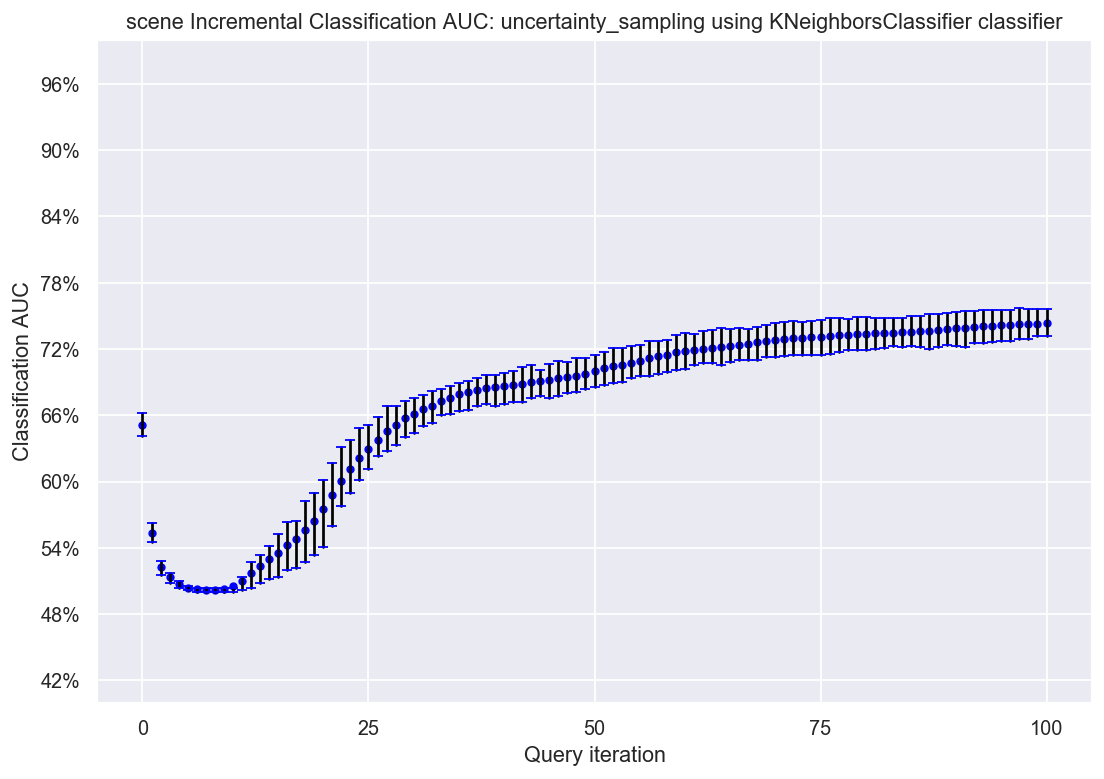 scene Incremental Classification AUC: uncertainty_sampling using KNeighborsClassifier classifier
96%
90%
84%
78%
72%
66%
60%
54%
48%
42%
Classification AUC
0 25 50 75 100
Query iteration